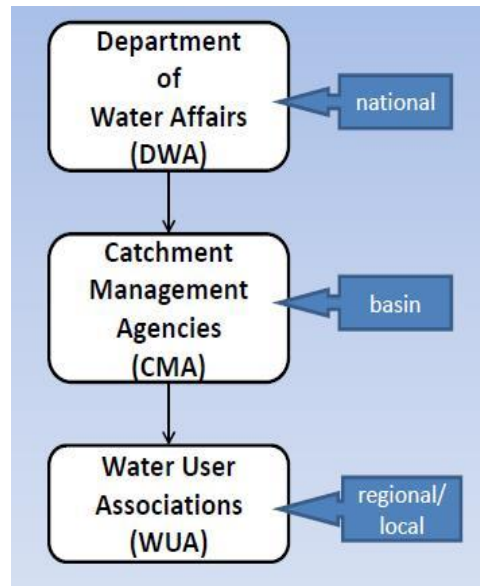 Department
of
Water Affairs
(DWA)
national
Catchment
Management
Agencies
(CMA)
basin
Water User
Associations
(WUA)
regional/
local